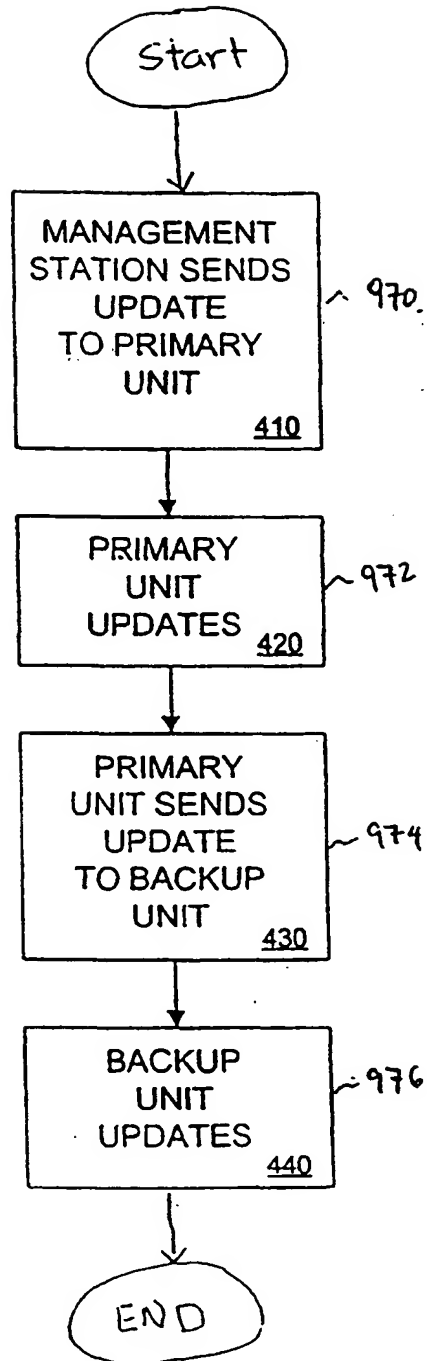 Start
MANAGEMENT
STATION SENDS
UPDATE
TO PRIMARY
UNIT
410
970.
PRIMARY
UNIT
UPDATES
420
972
PRIMARY
UNIT SENDS
UPDATE
TO BACKUP
UNIT
430
974
BACKUP
UNIT
UPDATES
440
976
END